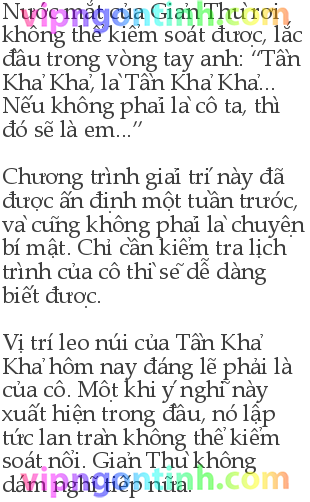 vipngontinh.com
Nước mắt của Giản Thư rơi
không thể kiểm soát được, lắc
đầu trong vòng tay anh: “Tần
Khả Khả, là Tần Khả Khả...
Nếu không phải là cô ta, thì
đó sẽ là em...”
Chương trình giải trí này đã
được ấn định một tuần trước,
và cũng không phải là chuyện
bí mật. Chỉ cần kiểm tra lịch
trình của cô thì sẽ dễ dàng
biết được.
Vị trí leo núi của Tần Khả
Khả hôm nay đáng lẽ phải là
của cô. Một khi ý nghĩ này
xuất hiện trong đầu, nó lập
tức lan tràn không thể kiểm
soát nổi. Giản Thư không
dám nghĩ tiếp nữa.
vipngontinh.com